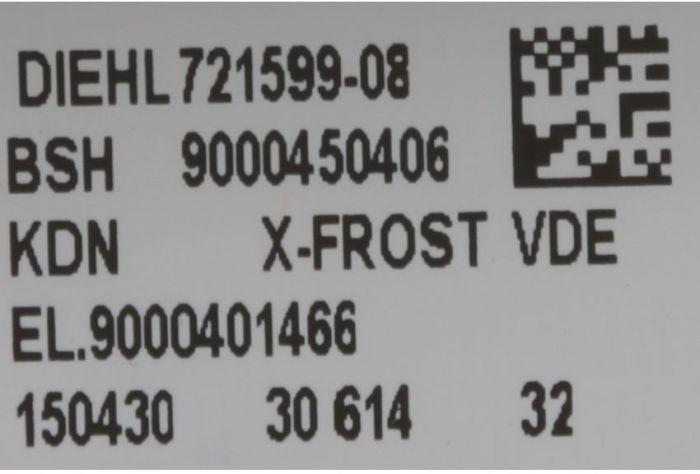 DIEHL 721599-08
BSH 9000450406
KDN X-FROST VDE
EL.9000401466
150430 30 614 32